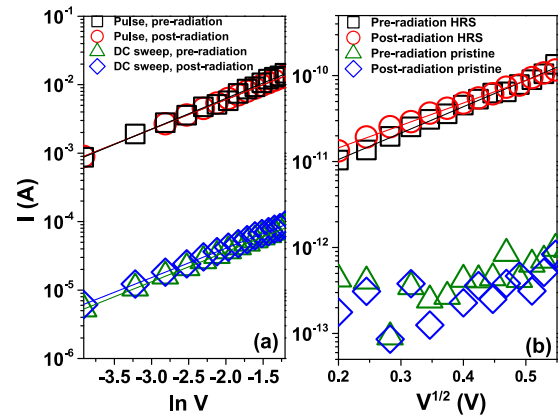 Pulse, pre-radiation
Pulse, post-radiation
DC sweep, pre-radiation
DC sweep, post-radiation
10^-1
10^-2
10^-3
10^-4
10^-5
10^-6
I (A)
-3.5 -3.0 -2.5 -2.0 -1.5
ln V
(a)
Pre-radiation HRS
Post-radiation HRS
Pre-radiation pristine
Post-radiation pristine
10^-10
10^-11
10^-12
10^-13
0.2 0.3 0.4 0.5
V^1/2 (V)
(b)